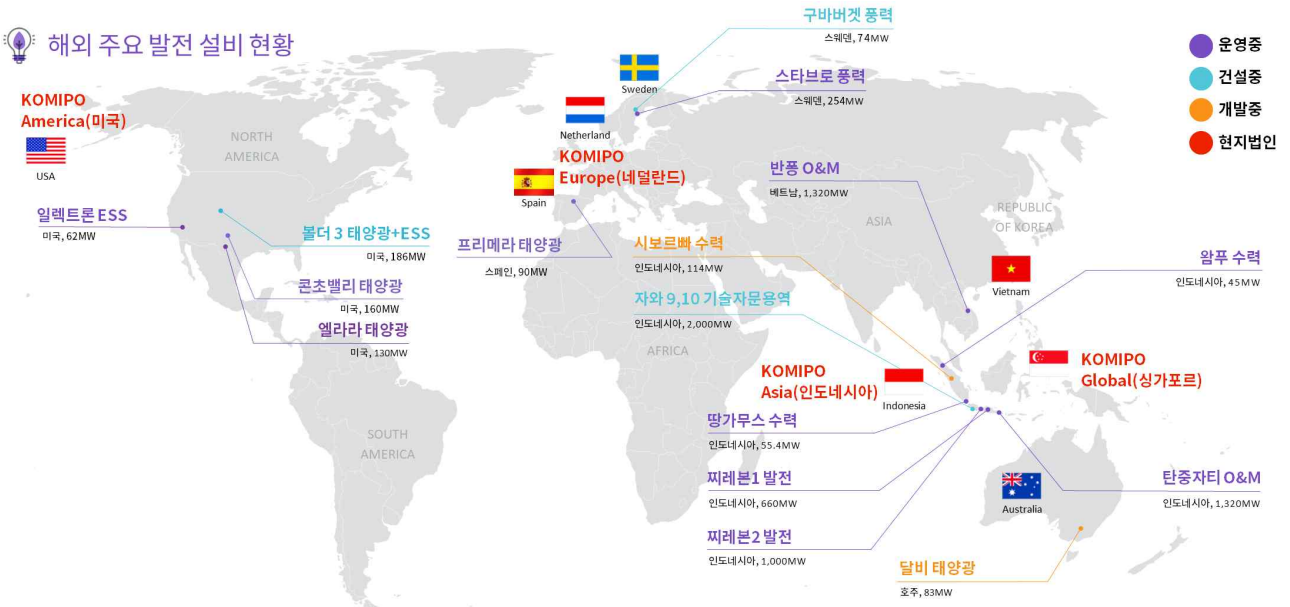 해외 주요 발전 설비 현황
구바버겟 풍력
스웨덴, 74MW
운영중
건설중
개발중
현지법인
스타브로 풍력
스웨덴, 254MW
Sweden
Netherland
KOMIPO
America(미국)
USA
NORTH
AMERICA
KOMIPO
Europe(네덜란드)
Spain
반퐁 O&M
베트남, 1,320MW
ASIA
REPUBLIC
OF KOREA
일렉트론 ESS
미국, 62MW
볼더 3 태양광+ESS
미국, 186MW
프리메라 태양광
스페인, 90MW
시보르빠 수력
인도네시아, 114MW
왐푸 수력
인도네시아, 45MW
Vietnam
콘초밸리 태양광
미국, 160MW
자와 9,10 기술자문용역
인도네시아, 2,000MW
엘라라 태양광
미국, 130MW
AFRICA
KOMIPO
Asia(인도네시아)
Indonesia
KOMIPO
Global(싱가포르)
땅가무스 수력
인도네시아, 55.4MW
SOUTH
AMERICA
찌레본1 발전
인도네시아, 660MW
Australia
탄중자티 O&M
인도네시아, 1,320MW
찌레본2 발전
인도네시아, 1,000MW
달비 태양광
호주, 83MW